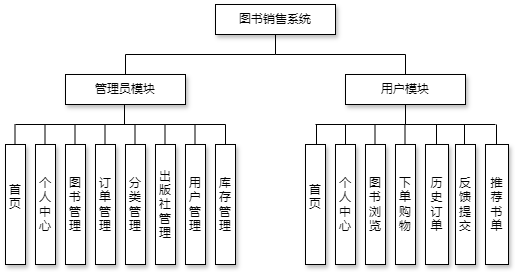 图书销售系统
管理员模块
用户模块
首页
个人中心
图书管理
订单管理
分类管理
出版社管理
用户管理
库存管理
首页
个人中心
图书浏览
下单购物
历史订单
反馈提交
推荐书单